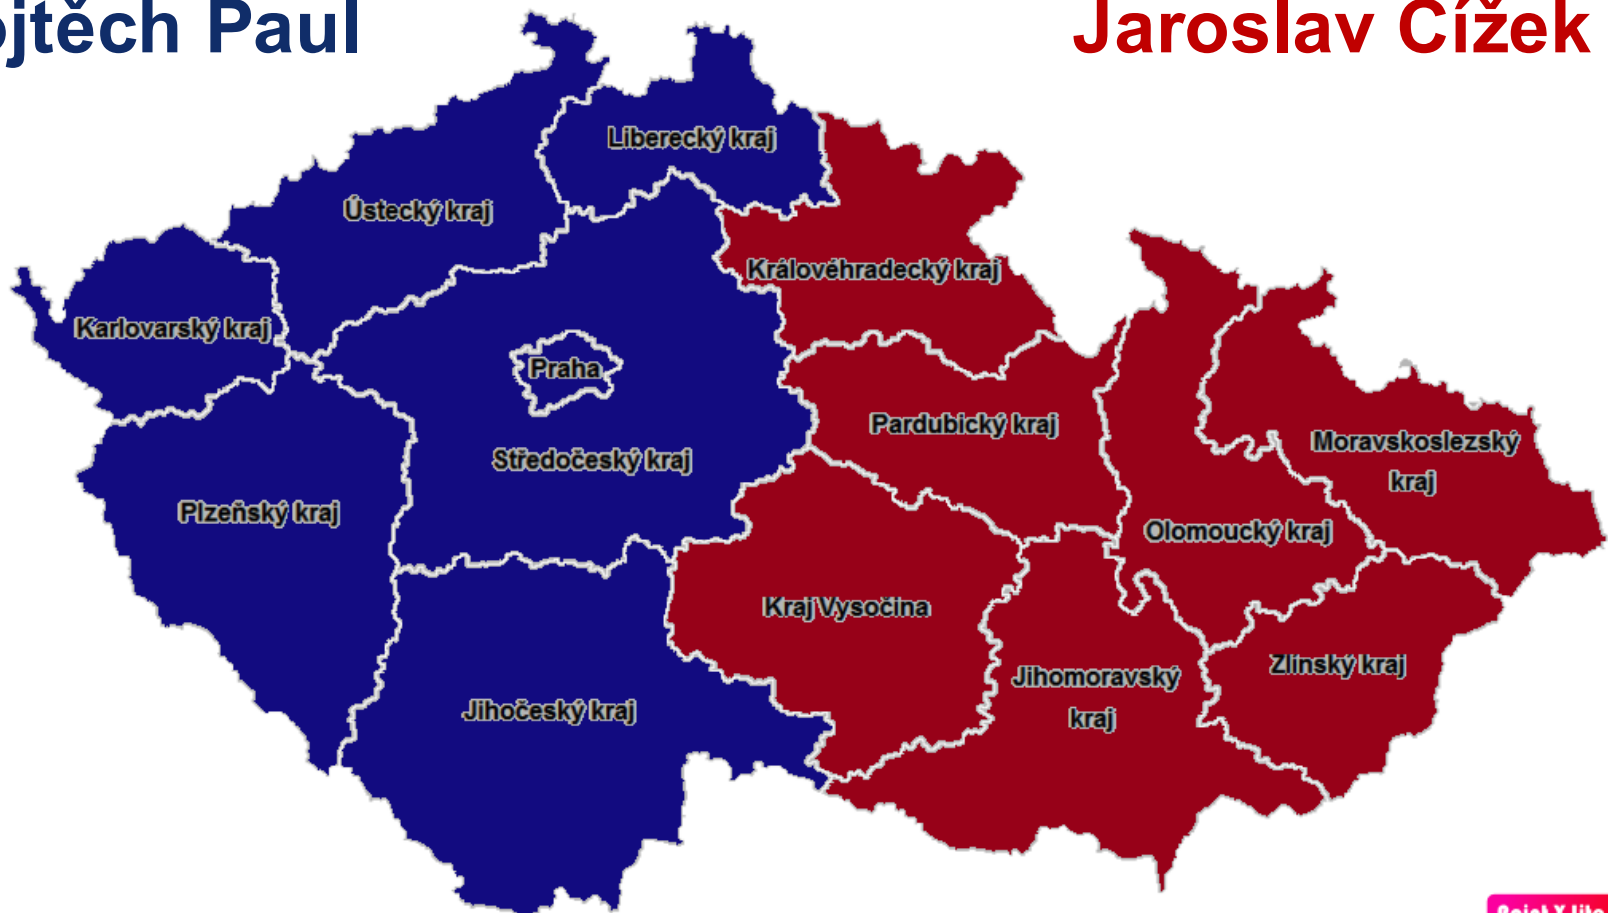 ojtěch Paul
Jaroslav Cížek
Liberecký kraj
Ústecký kraj
Královéhradecký kraj
Karlovarský kraj
Praha
Pardubický kraj
Středočeský kraj
Moravskoslezský
kraj
Plzeňský kraj
Olomoucký kraj
Kraj Vysočina
Zlínský kraj
Jihomoravský
kraj
Jihočeský kraj